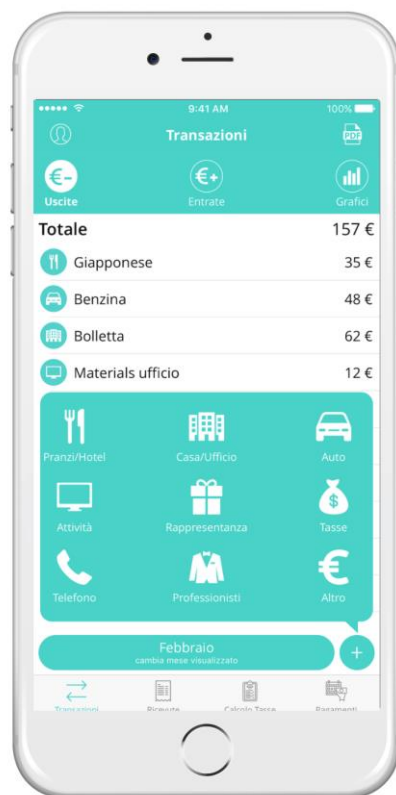 9:41 AM 100%
Transazioni PDF
€- €+
Uscite Entrate Grafici
Totale 157 €
Giapponese 35 €
Benzina 48 €
Bolletta 62 €
Materials ufficio 12 €
Pranzi/Hotel Casa/Ufficio Auto
$
Attività Rappresentanza Tasse
€
Telefono Professionisti Altro
Febbraio +
cambia mese visualizzato
Transazioni Ricevute Calcolo Tasse Pagamenti